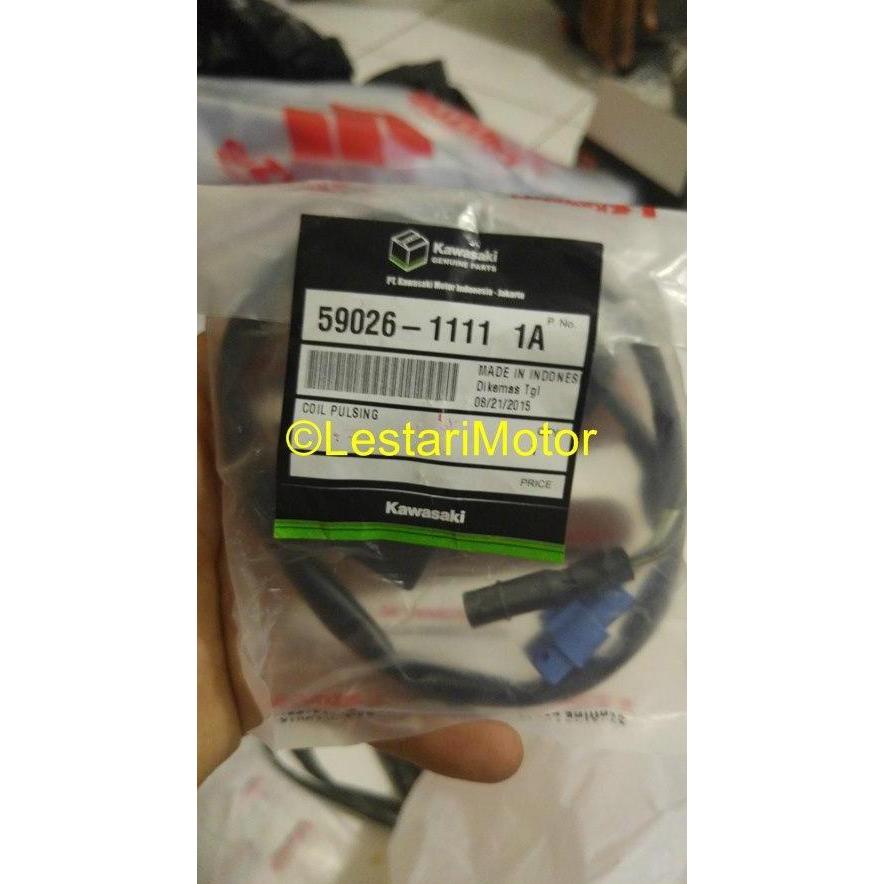 Kawasaki
GENUINE PARTS
PT. Kawasaki Motor Indonesia - Jakarta
P No.
59026-1111 1A
MADE IN INDONES
Dikemas Tgl
08/21/2015
COIL PULSING
©LestariMotor
PRICE
Kawasaki